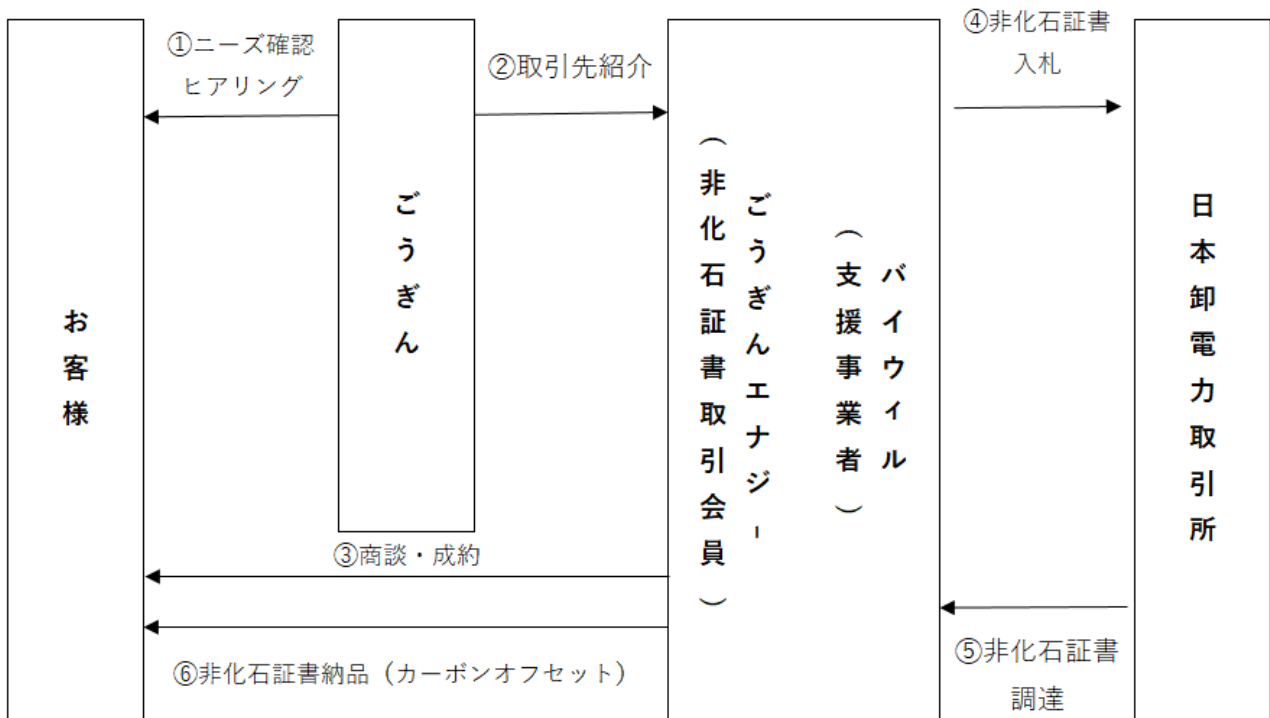 ①ニーズ確認
ヒアリング
②取引先紹介
④非化石証書
入札
お客様
ごうぎん
ごうぎんエナジー
（非化石証書取引会員）
バイウィル
（支援事業者）
日本卸電力取引所
③商談・成約
⑥非化石証書納品（カーボンオフセット）
⑤非化石証書
調達